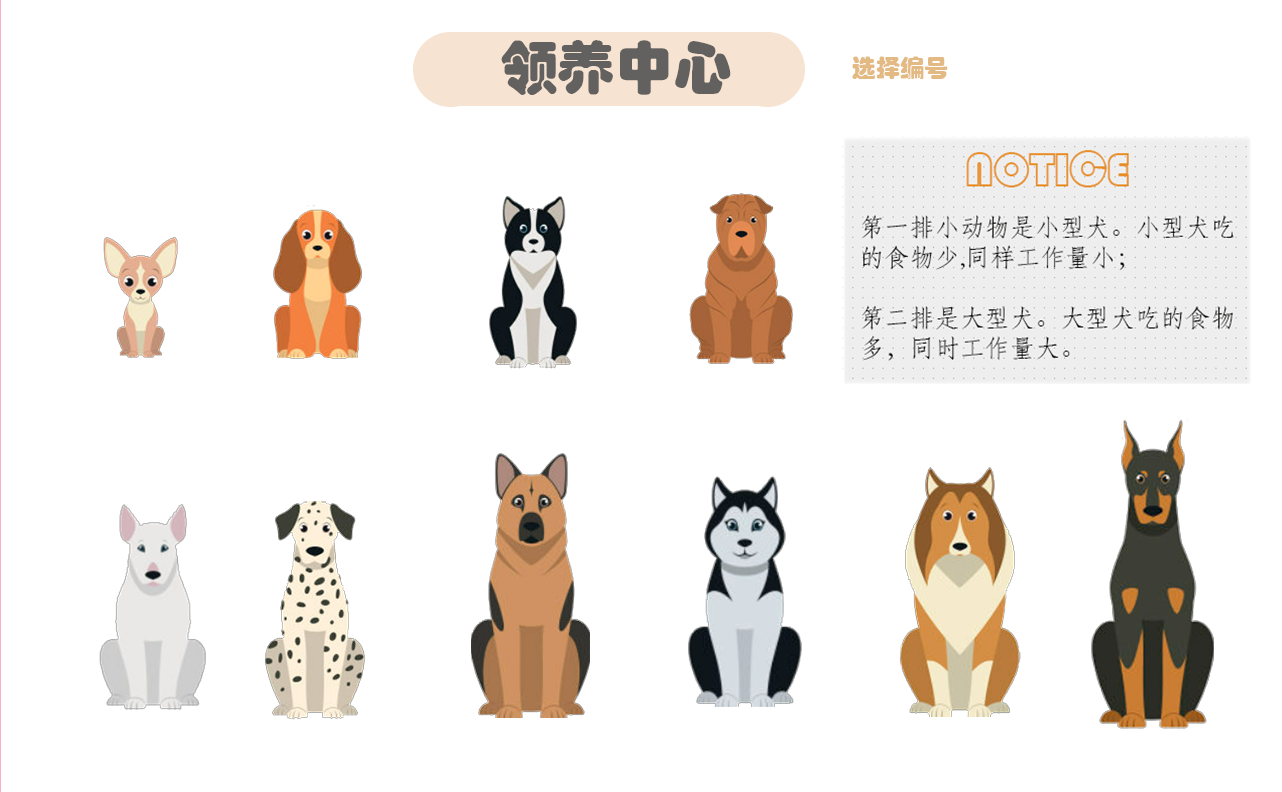 领养中心
选择编号
NOTICE
第一排小动物是小型犬。小型犬吃
的食物少,同样工作量小；
第二排是大型犬。大型犬吃的食物
多，同时工作量大。